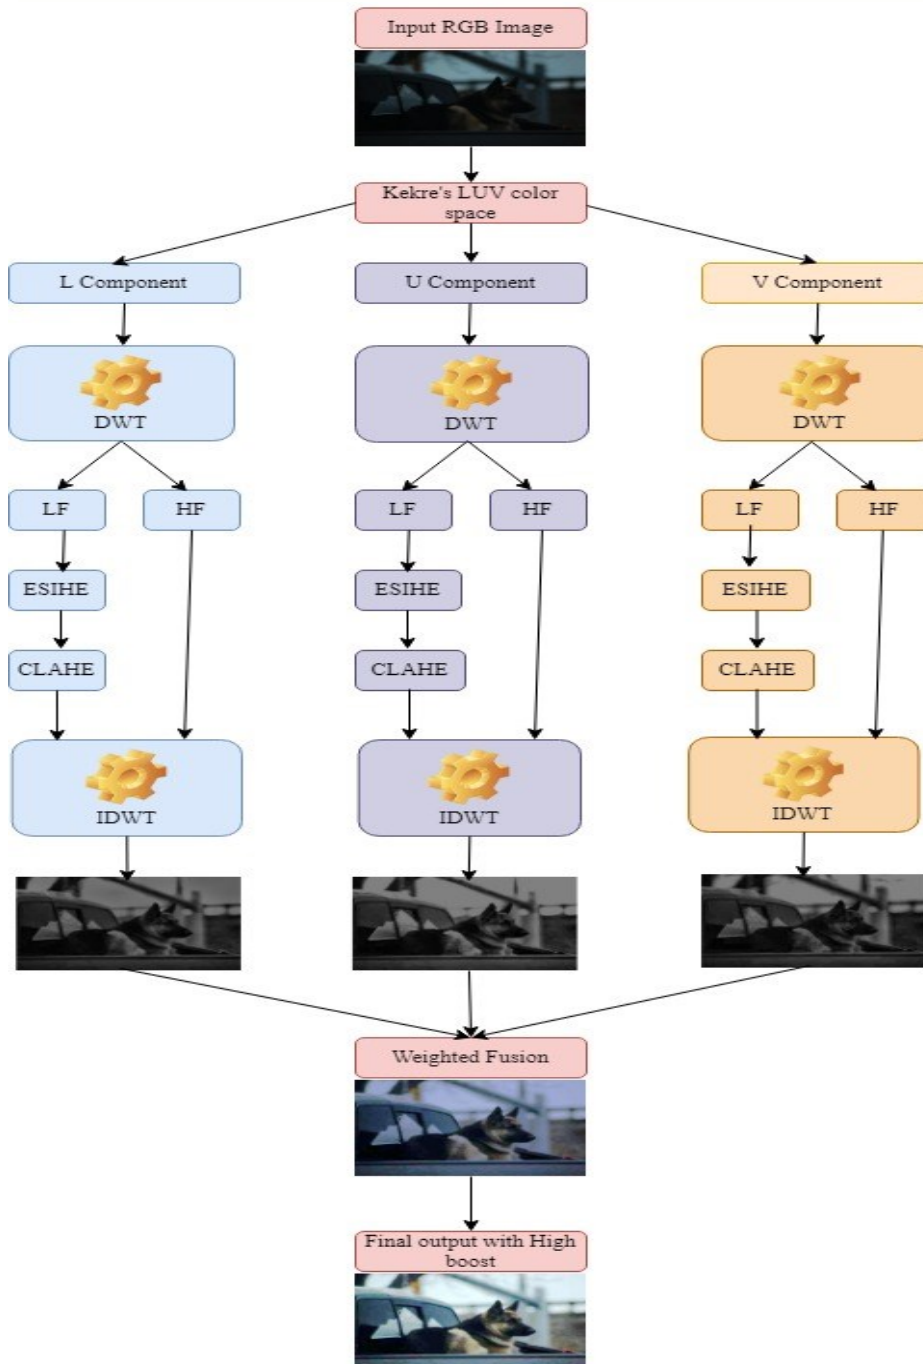 Input RGB Image
Kekre's LUV color
space
L Component
U Component
V Component
DWT
DWT
DWT
LF
HF
LF
HF
LF
HF
ESIHE
ESIHE
ESIHE
CLAHE
CLAHE
CLAHE
IDWT
IDWT
IDWT
Weighted Fusion
Final output with High
boost